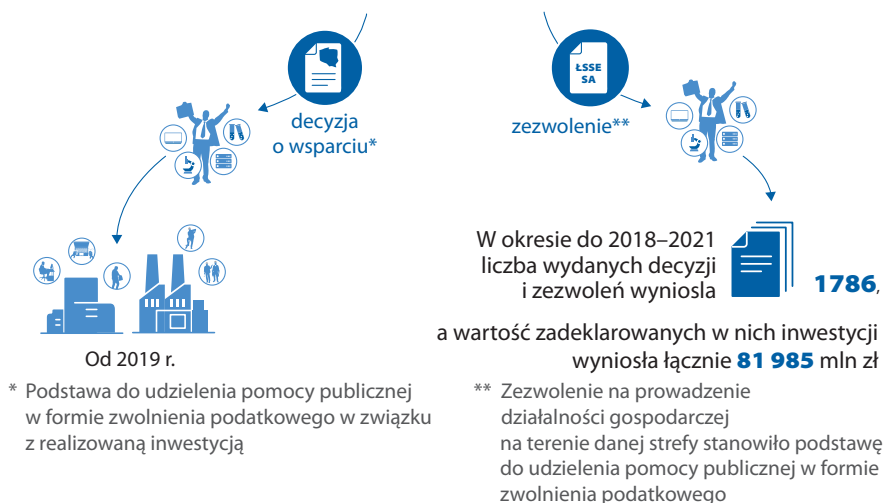 decyzja
o wsparciu*
Od 2019 r.
* Podstawa do udzielenia pomocy publicznej
w formie zwolnienia podatkowego w związku
z realizowaną inwestycją
ŁSSE
SA
zezwolenie**
W okresie do 2018–2021
liczba wydanych decyzji
i zezwoleń wyniosla 1786,
a wartość zadeklarowanych w nich inwestycji
wyniosła łącznie 81 985 mln zł
** Zezwolenie na prowadzenie
działalności gospodarczej
na terenie danej strefy stanowiło podstawę
do udzielenia pomocy publicznej w formie
zwolnienia podatkowego